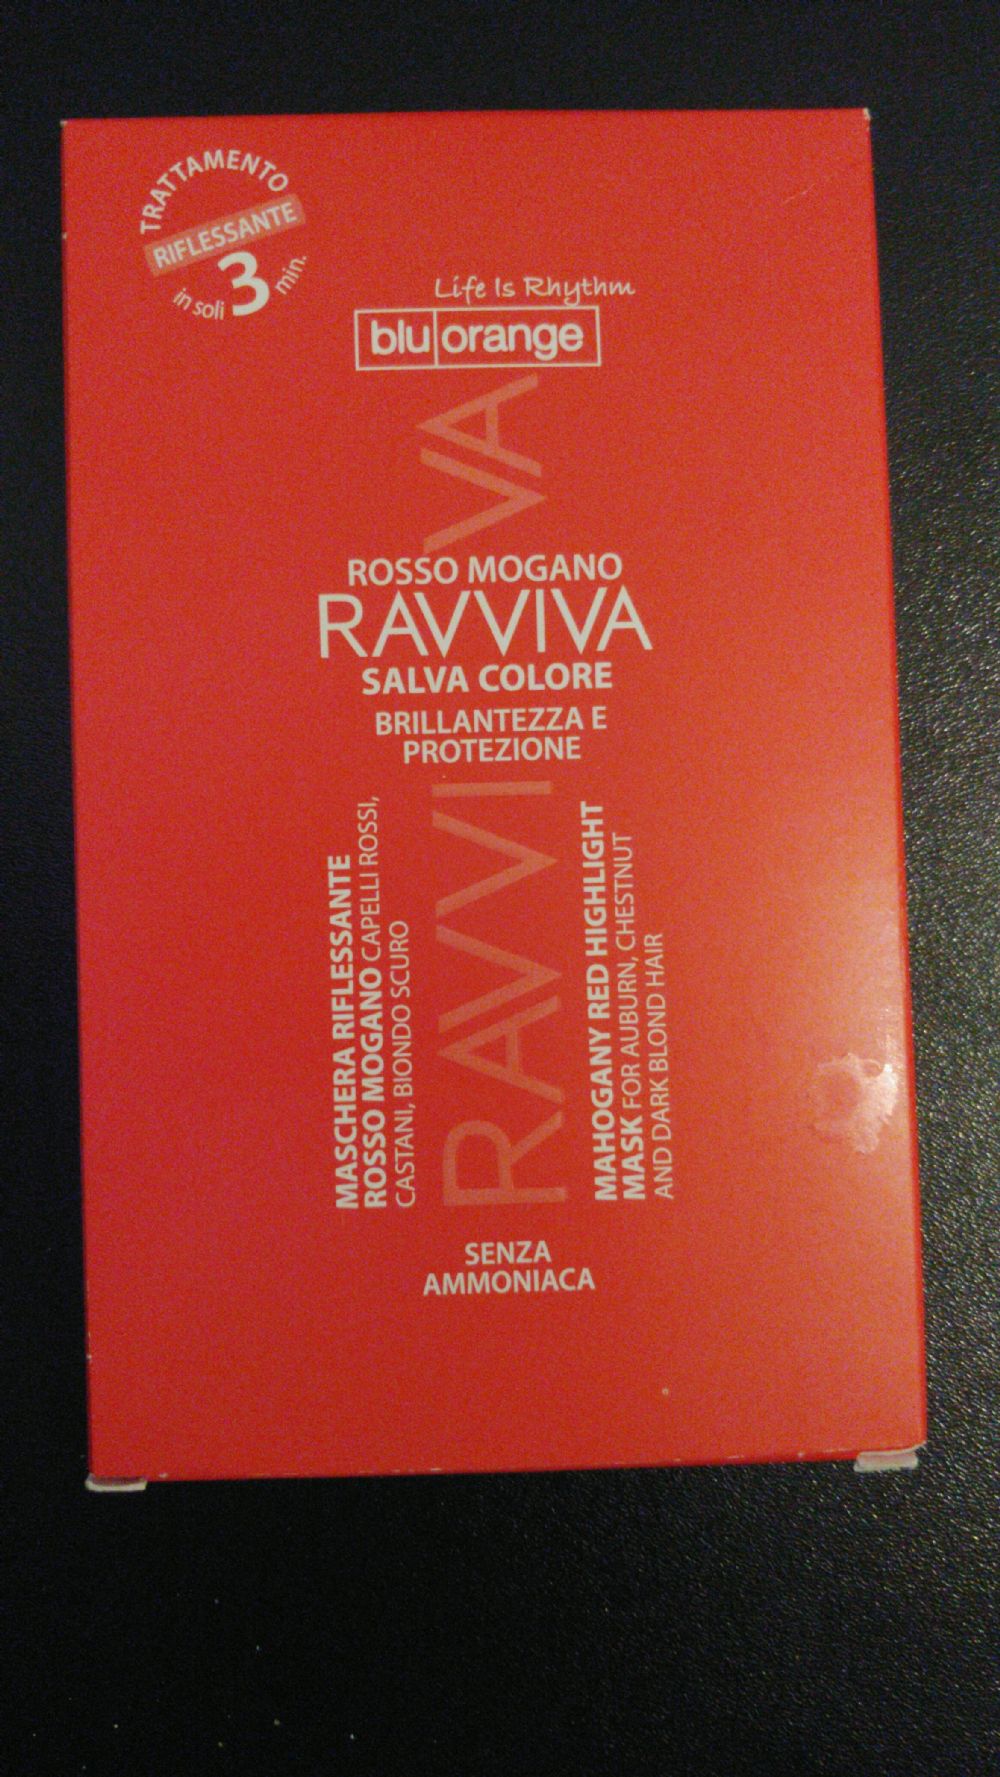 TRATTAMENTO
RIFLESSANTE
in soli 3 min.
Life Is Rhythm
blu orange
ROSSO MOGANO
RAVVIVA
SALVA COLORE
BRILLANTEZZA E
PROTEZIONE
MASCHERA RIFLESSANTE
ROSSO MOGANO CAPELLI ROSSI,
CASTANI, BIONDO SCURO
RAVVI VA
MAHOGANY RED HIGHLIGHT
MASK FOR AUBURN, CHESTNUT
AND DARK BLOND HAIR
SENZA
AMMONIACA